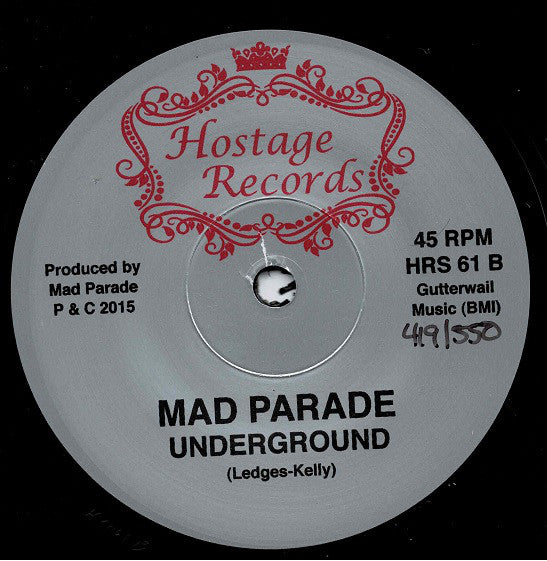 Hostage
Records
Produced by
Mad Parade
P & C 2015
45 RPM
HRS 61 B
Gutterwail
Music (BMI)
419/550
MAD PARADE
UNDERGROUND
(Ledges-Kelly)